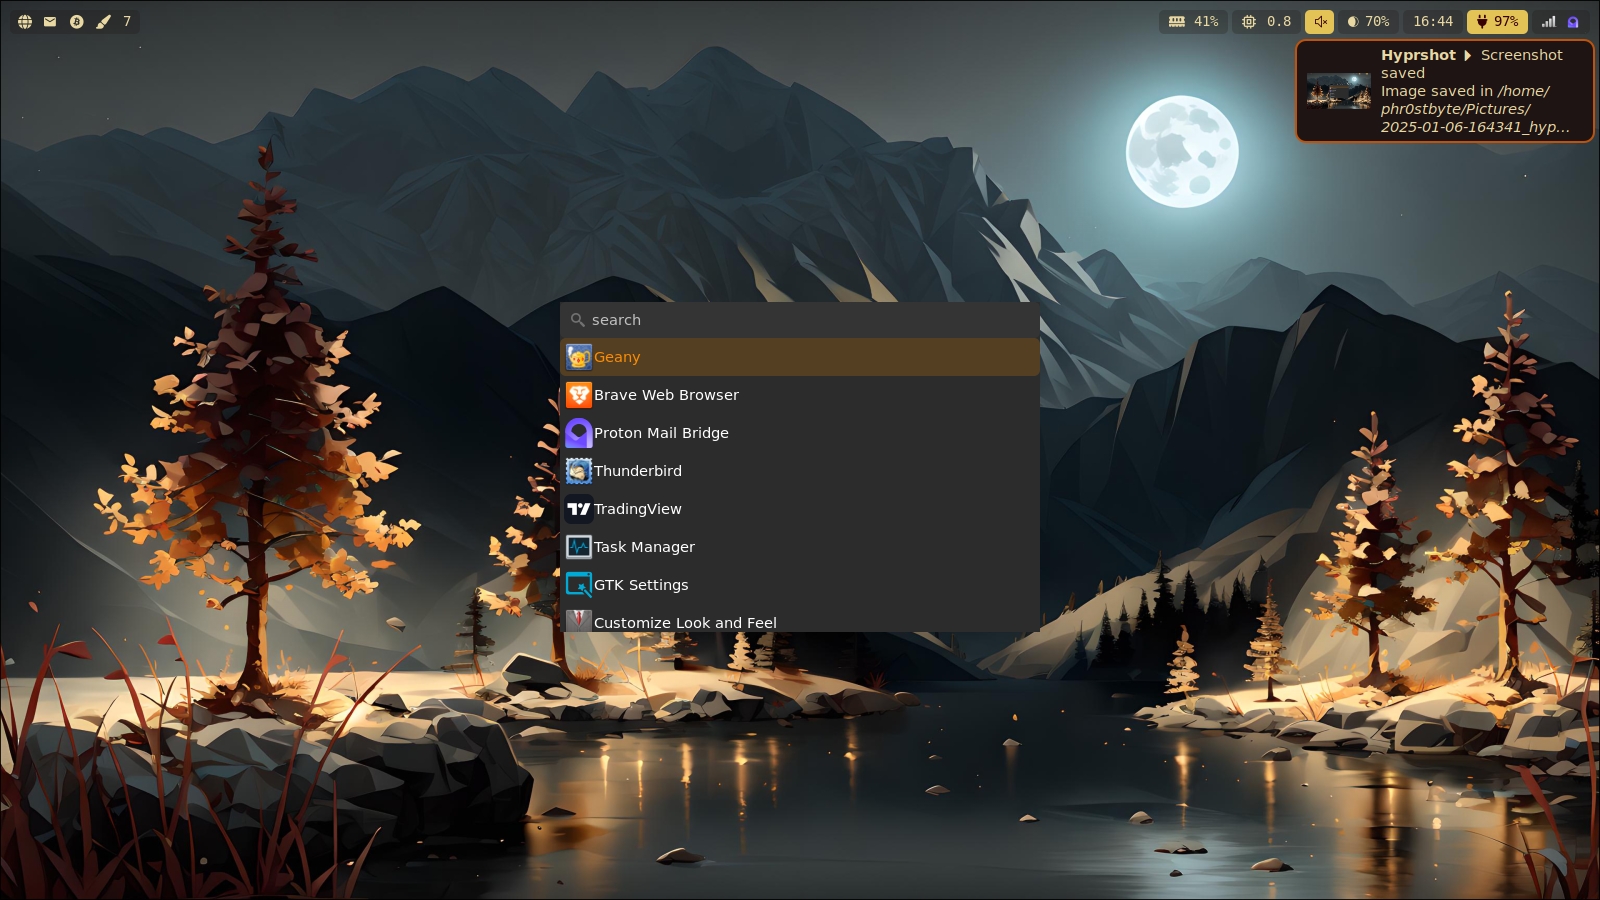 7
41%
0.8
70%
16:44
97%
Hyprshot Screenshot
saved
Image saved in /home/
phr0stbyte/Pictures/
2025-01-06-164341_hyp...
search
Geany
Brave Web Browser
Proton Mail Bridge
Thunderbird
TradingView
Task Manager
GTK Settings
Customize Look and Feel